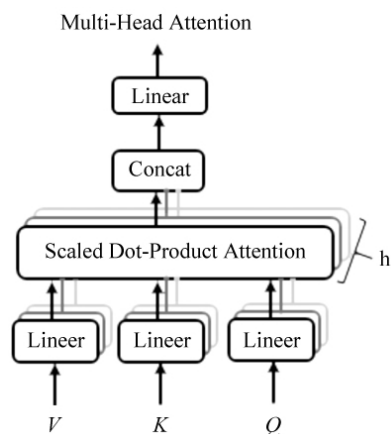 Multi-Head Attention
Linear
Concat
Scaled Dot-Product Attention
h
Lineer Lineer Lineer
V K Q